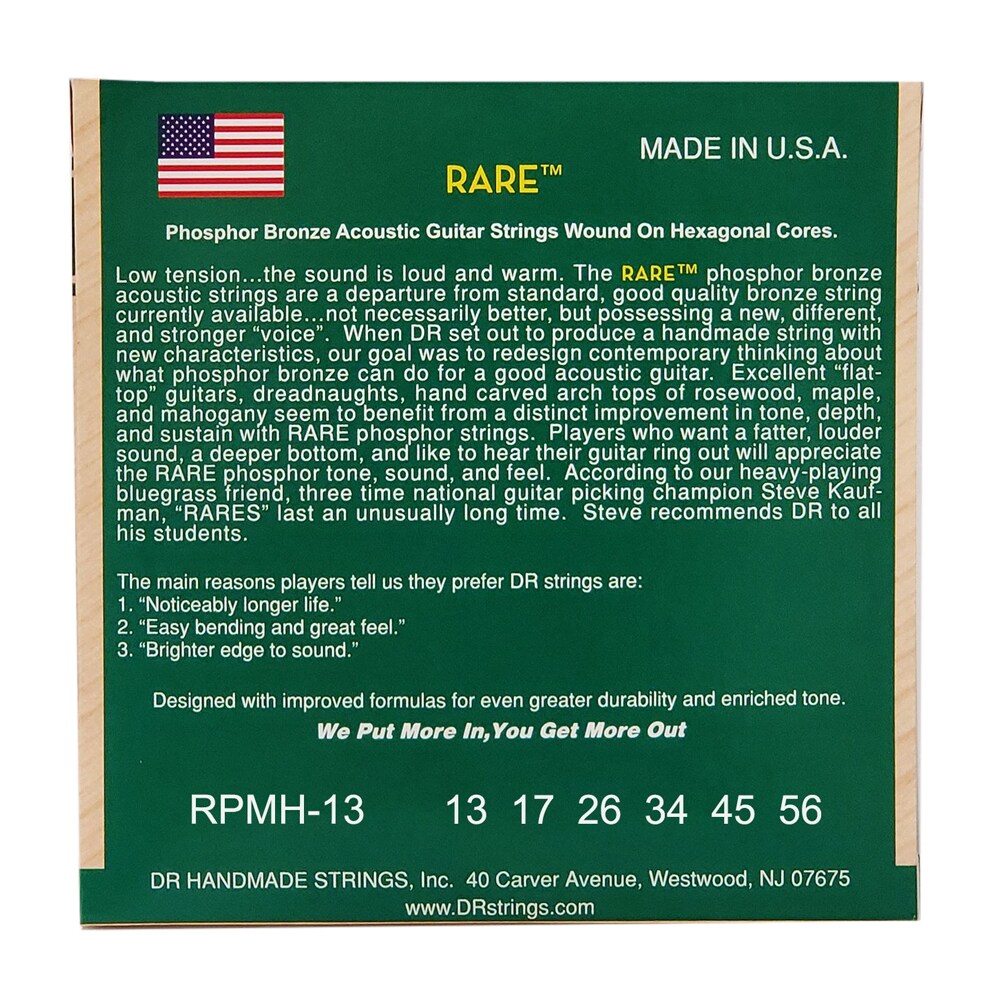 MADE IN U.S.A.
RARE™
Phosphor Bronze Acoustic Guitar Strings Wound On Hexagonal Cores.
Low tension...the sound is loud and warm. The RARE™ phosphor bronze
acoustic strings are a departure from standard, good quality bronze string
currently available...not necessarily better, but possessing a new, different,
and stronger “voice”. When DR set out to produce a handmade string with
new characteristics, our goal was to redesign contemporary thinking about
what phosphor bronze can do for a good acoustic guitar. Excellent “flat-
top” guitars, dreadnaughts, hand carved arch tops of rosewood, maple,
and mahogany seem to benefit from a distinct improvement in tone, depth,
and sustain with RARE phosphor strings. Players who want a fatter, louder
sound, a deeper bottom, and like to hear their guitar ring out will appreciate
the RARE phosphor tone, sound, and feel. According to our heavy-playing
bluegrass friend, three time national guitar picking champion Steve Kauf-
man, “RARES” last an unusually long time. Steve recommends DR to all
his students.
The main reasons players tell us they prefer DR strings are:
1. “Noticeably longer life.”
2. “Easy bending and great feel.”
3. “Brighter edge to sound.”
Designed with improved formulas for even greater durability and enriched tone.
We Put More In,You Get More Out
RPMH-13 13 17 26 34 45 56
DR HANDMADE STRINGS, Inc. 40 Carver Avenue, Westwood, NJ 07675
www.DRstrings.com